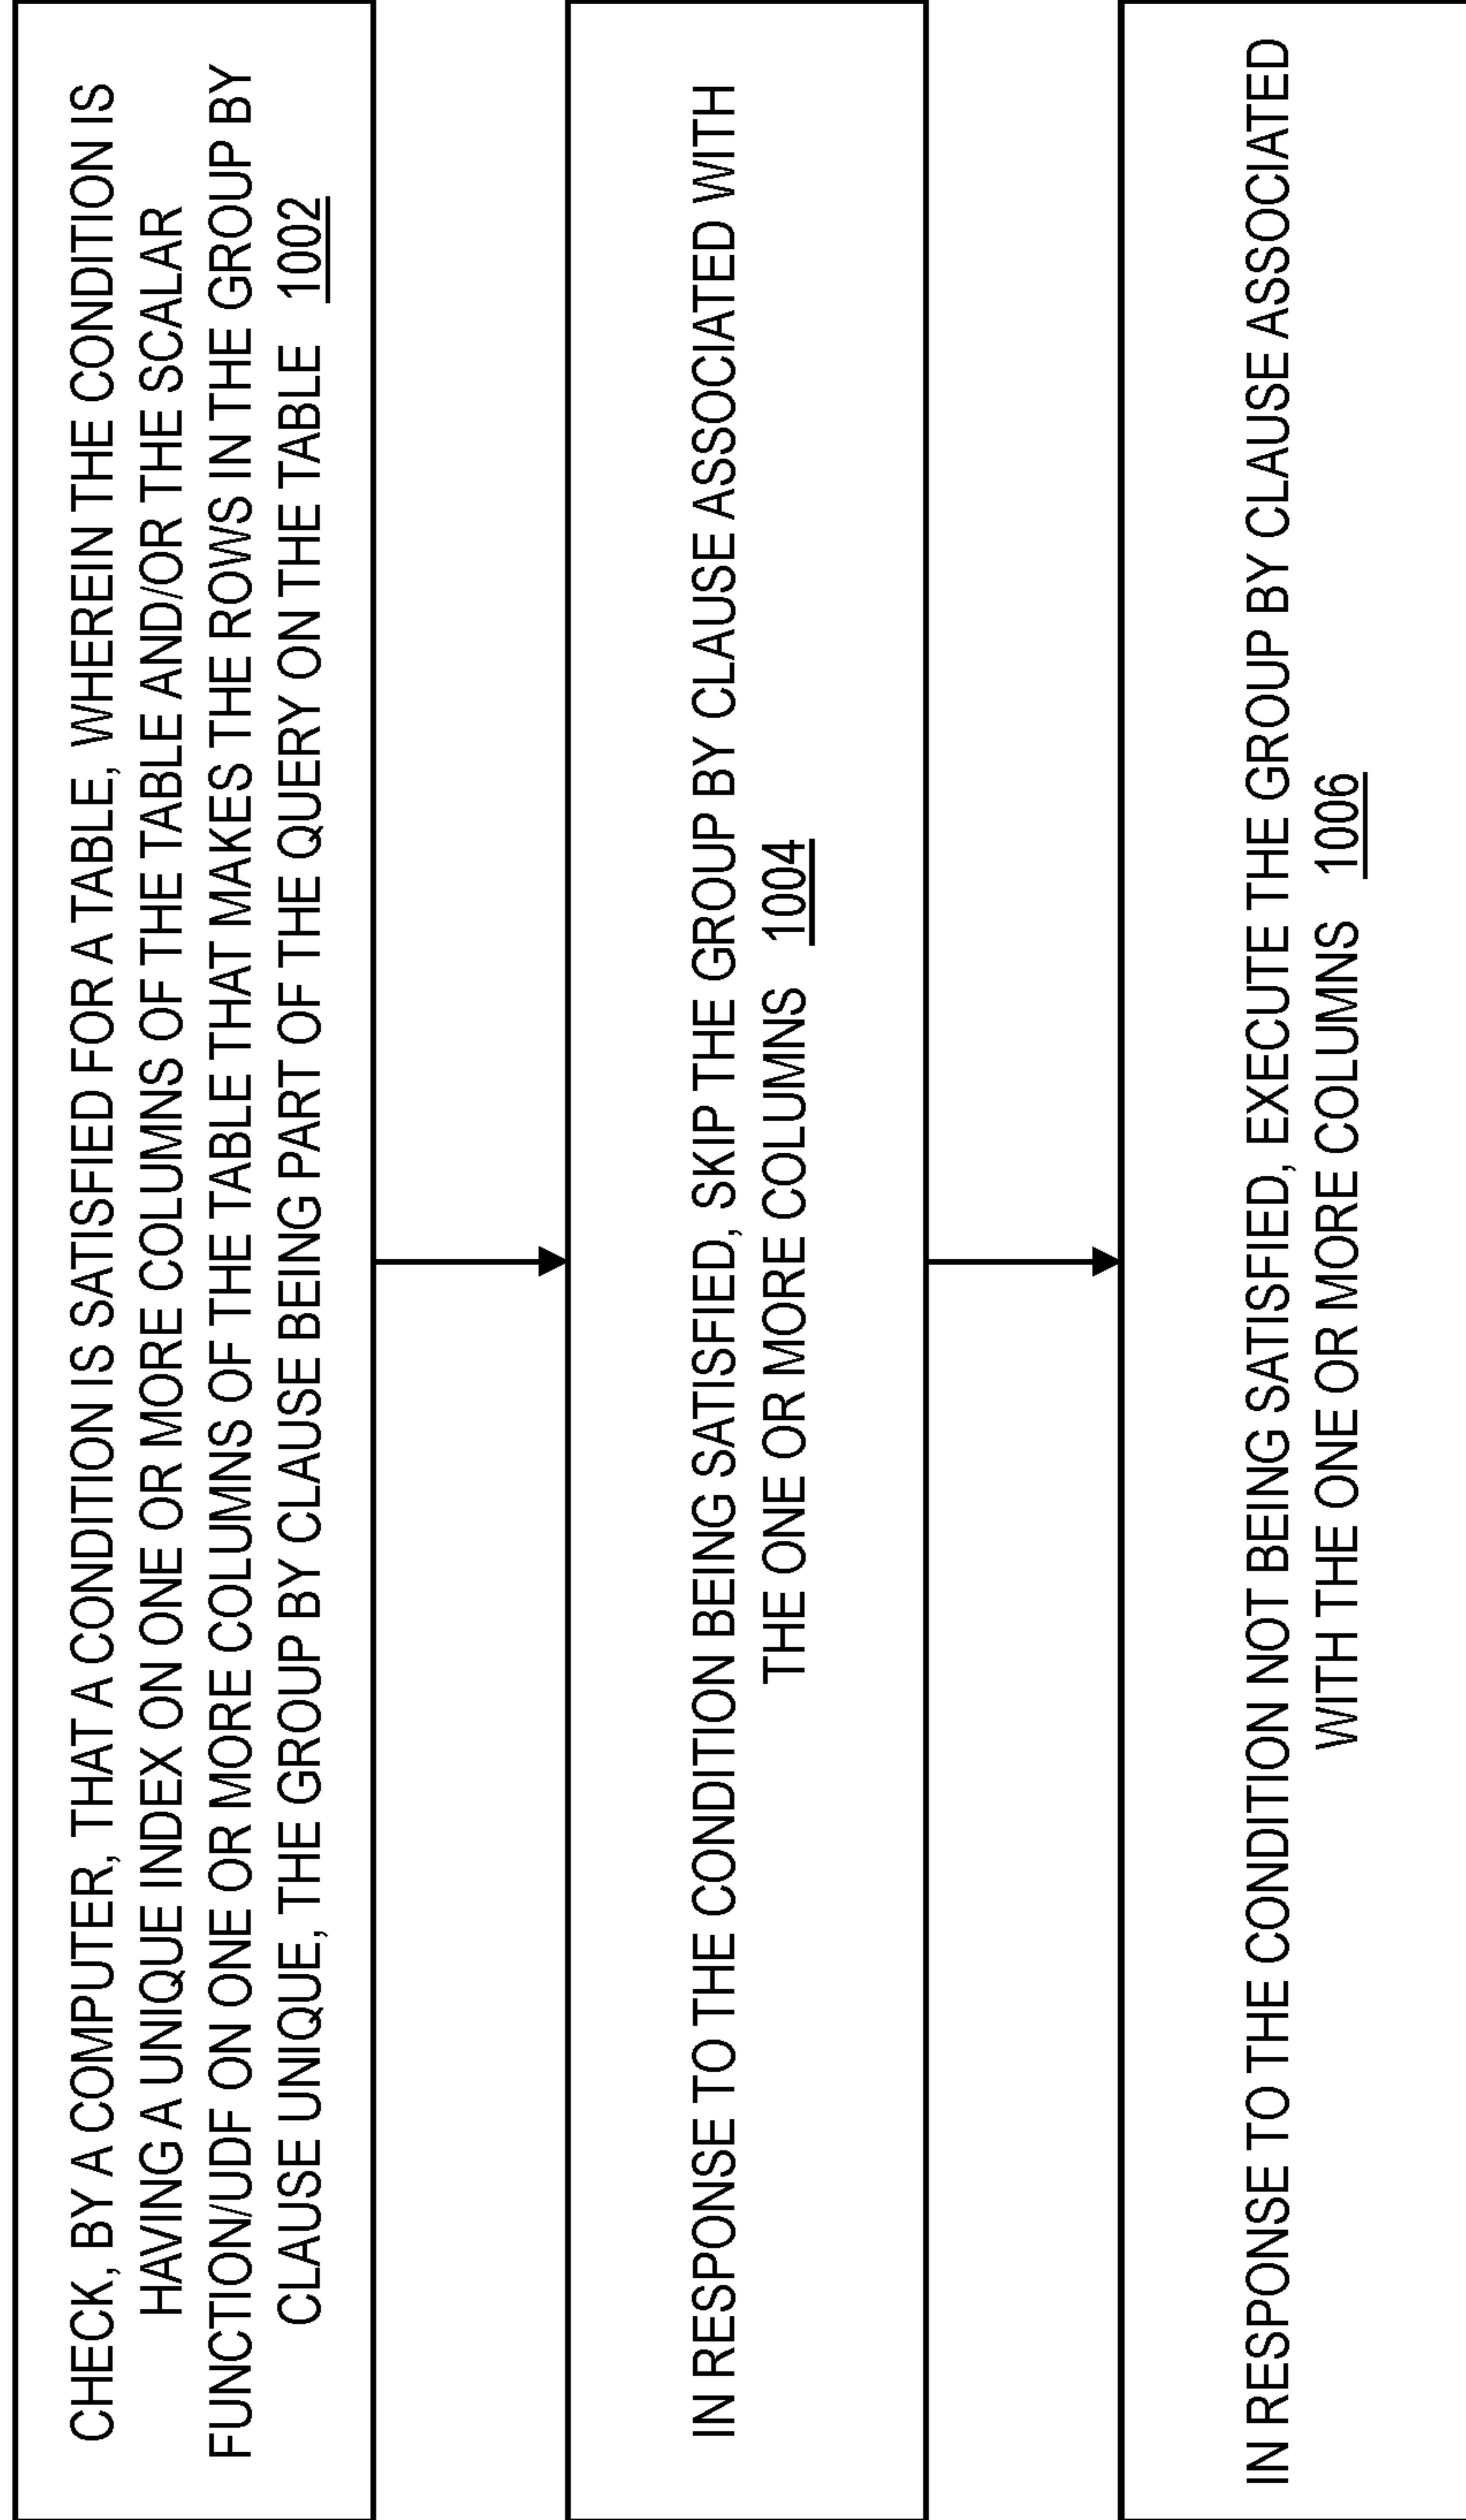 CHECK, BY A COMPUTER, THAT A CONDITION IS SATISFIED FOR A TABLE, WHEREIN THE CONDITION IS
HAVING A UNIQUE INDEX ON ONE OR MORE COLUMNS OF THE TABLE AND/OR THE SCALAR
FUNCTION/UDF ON ONE OR MORE COLUMNS OF THE TABLE THAT MAKES THE ROWS IN THE GROUP BY
CLAUSE UNIQUE, THE GROUP BY CLAUSE BEING PART OF THE QUERY ON THE TABLE 1002
IN RESPONSE TO THE CONDITION BEING SATISFIED, SKIP THE GROUP BY CLAUSE ASSOCIATED WITH
THE ONE OR MORE COLUMNS 1004
IN RESPONSE TO THE CONDITION NOT BEING SATISFIED, EXECUTE THE GROUP BY CLAUSE ASSOCIATED
WITH THE ONE OR MORE COLUMNS 1006